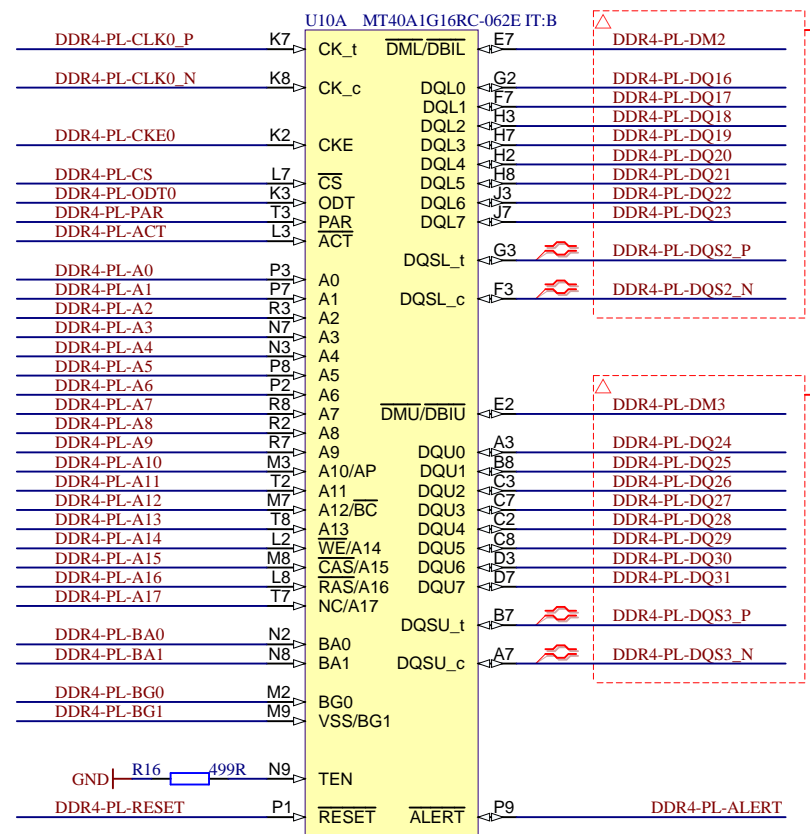 U10A MT40A1G16RC-062E IT:B
DDR4-PL-CLK0_P K7 CK_t DML/DBIL E7 DDR4-PL-DM2
DDR4-PL-CLK0_N K8 CK_c DQL0 G2 DDR4-PL-DQ16
DQL1 F7 DDR4-PL-DQ17
DQL2 H3 DDR4-PL-DQ18
DDR4-PL-CKE0 K2 CKE DQL3 H7 DDR4-PL-DQ19
DQL4 H2 DDR4-PL-DQ20
DDR4-PL-CS L7 CS DQL5 H8 DDR4-PL-DQ21
DDR4-PL-ODT0 K3 ODT DQL6 J3 DDR4-PL-DQ22
DDR4-PL-PAR T3 PAR DQL7 J7 DDR4-PL-DQ23
DDR4-PL-ACT L3 ACT
DQSL_t G3 DDR4-PL-DQS2_P
DDR4-PL-A0 P3 A0
DDR4-PL-A1 P7 A1 DQSL_c F3 DDR4-PL-DQS2_N
DDR4-PL-A2 R3 A2
DDR4-PL-A3 N7 A3
DDR4-PL-A4 N3 A4
DDR4-PL-A5 P8 A5
DDR4-PL-A6 P2 A6
DDR4-PL-A7 R8 A7 DMU/DBIU E2 DDR4-PL-DM3
DDR4-PL-A8 R2 A8
DDR4-PL-A9 R7 A9 DQU0 A3 DDR4-PL-DQ24
DDR4-PL-A10 M3 A10/AP DQU1 B8 DDR4-PL-DQ25
DDR4-PL-A11 T2 A11 DQU2 C3 DDR4-PL-DQ26
DDR4-PL-A12 M7 A12/BC DQU3 C7 DDR4-PL-DQ27
DDR4-PL-A13 T8 A13 DQU4 C2 DDR4-PL-DQ28
DDR4-PL-A14 L2 WE/A14 DQU5 C8 DDR4-PL-DQ29
DDR4-PL-A15 M8 CAS/A15 DQU6 D3 DDR4-PL-DQ30
DDR4-PL-A16 L8 RAS/A16 DQU7 D7 DDR4-PL-DQ31
DDR4-PL-A17 T7 NC/A17
DQSU_t B7 DDR4-PL-DQS3_P
DDR4-PL-BA0 N2 BA0
DDR4-PL-BA1 N8 BA1 DQSU_c A7 DDR4-PL-DQS3_N
DDR4-PL-BG0 M2 BG0
DDR4-PL-BG1 M9 VSS/BG1
GND R16 499R N9 TEN
DDR4-PL-RESET P1 RESET ALERT P9 DDR4-PL-ALERT